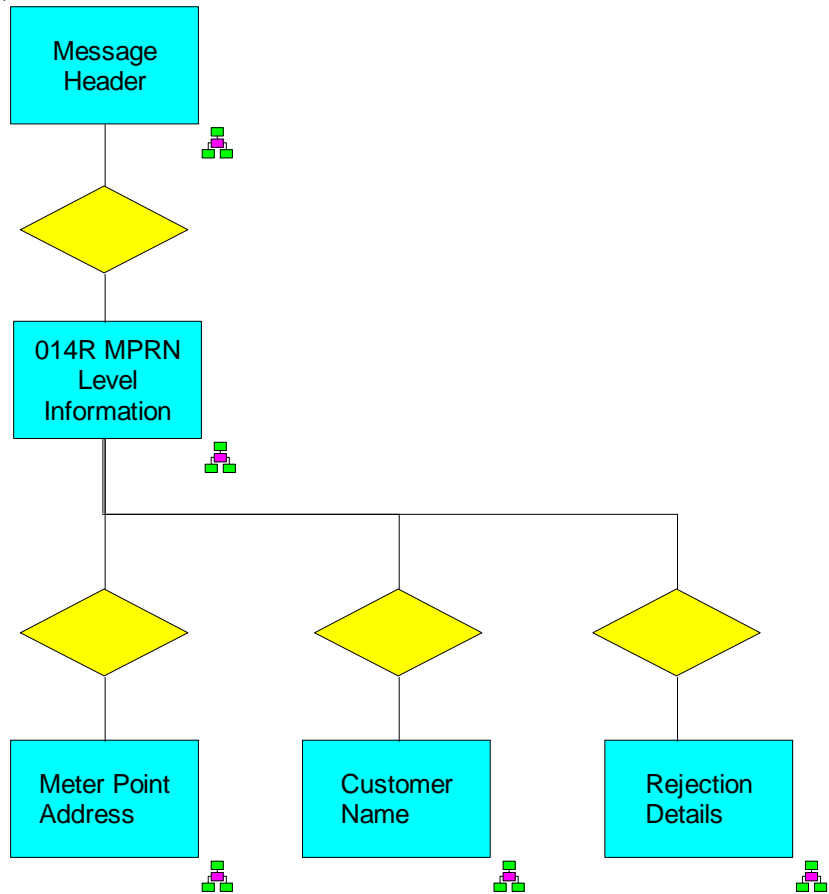 Message
Header
014R MPRN
Level
Information
Meter Point
Address
Customer
Name
Rejection
Details